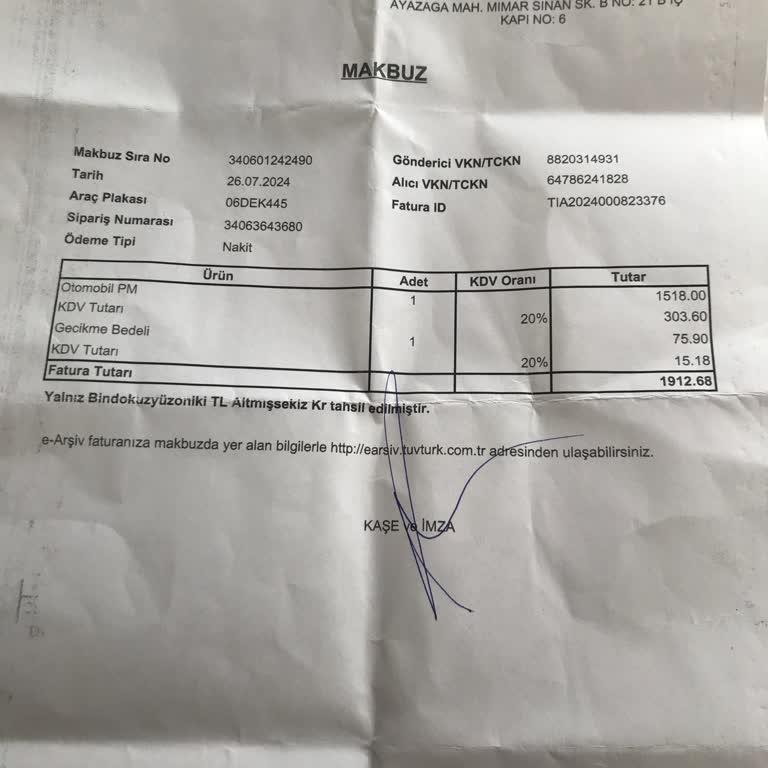 AYAZAGA MAH. MIMAR SINAN SK. B NO: 21 B İÇ
KAPI NO: 6
MAKBUZ
Makbuz Sıra No 340601242490 Gönderici VKN/TCKN 8820314931
Tarih 26.07.2024 Alıcı VKN/TCKN 64786241828
Araç Plakası 06DEK445 Fatura ID TIA2024000823376
Sipariş Numarası 34063643680
Ödeme Tipi Nakit
Ürün Adet KDV Oranı Tutar
Otomobil PM 1 1518.00
KDV Tutarı 20% 303.60
Gecikme Bedeli 1 75.90
KDV Tutarı 20% 15.18
Fatura Tutarı 1912.68
Yalnız Bindokuzyüzoniki TL Altmışsekiz Kr tahsil edilmiştir.
e-Arşiv faturanıza makbuzda yer alan bilgilerle http://earsiv.tuvturk.com.tr adresinden ulaşabilirsiniz.
KAŞE ve İMZA